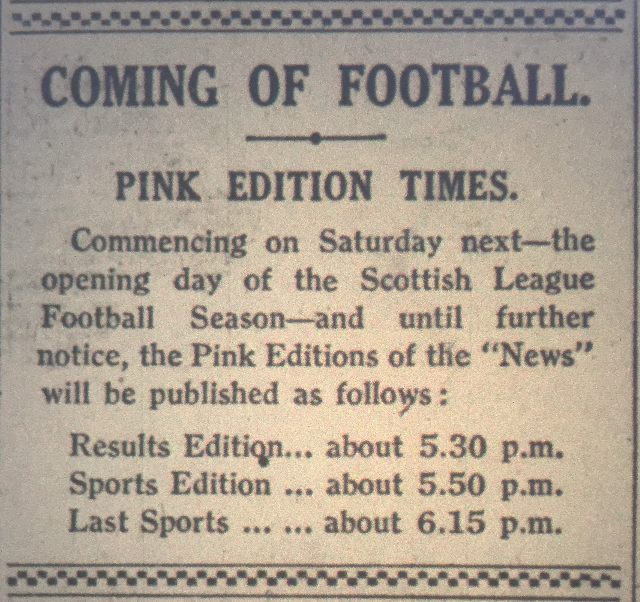 COMING OF FOOTBALL.
PINK EDITION TIMES.
Commencing on Saturday next—the
opening day of the Scottish League
Football Season—and until further
notice, the Pink Editions of the “News”
will be published as follows:
Results Edition... about 5.30 p.m.
Sports Edition ... about 5.50 p.m.
Last Sports ... ... about 6.15 p.m.